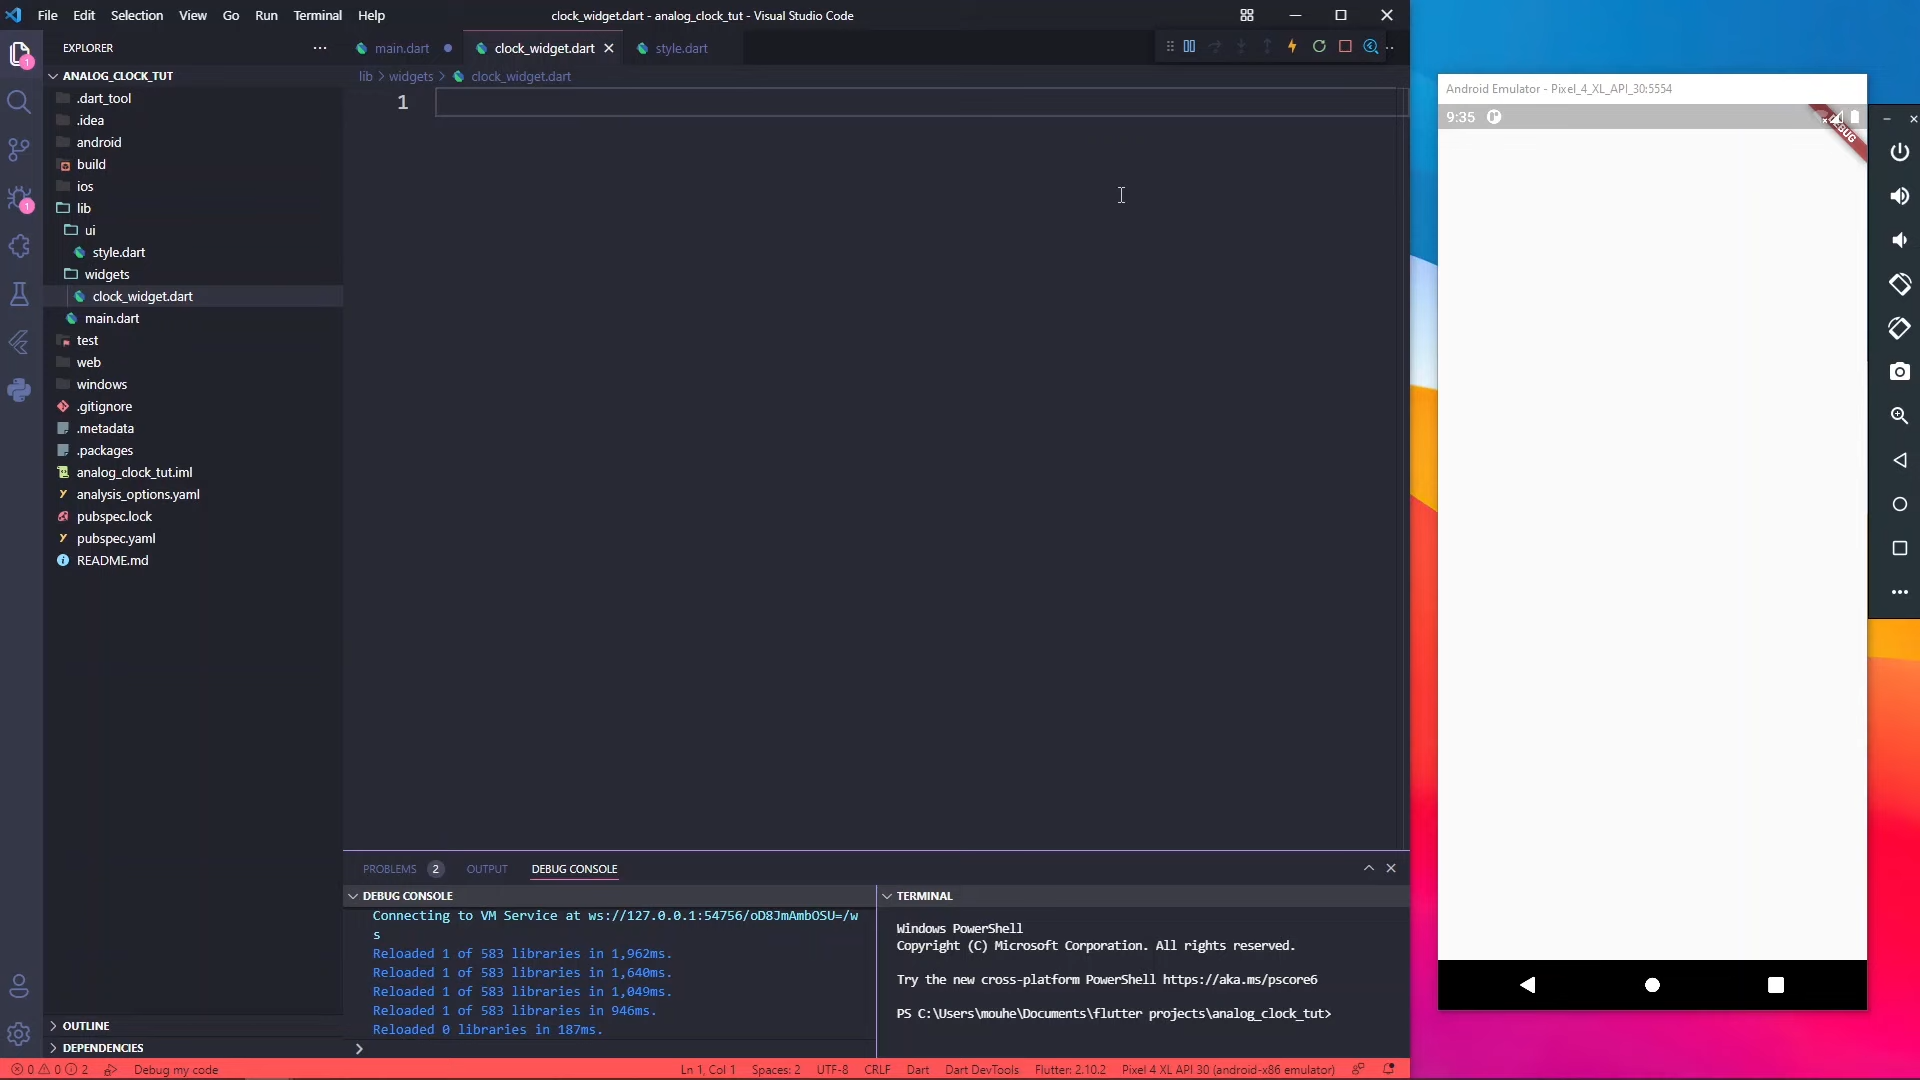 File Edit Selection View Go Run Terminal Help
clock_widget.dart - analog_clock_tut - Visual Studio Code
EXPLORER
ANALOG_CLOCK_TUT
.dart_tool
.idea
android
build
ios
lib
ui
style.dart
widgets
clock_widget.dart
main.dart
test
web
windows
.gitignore
.metadata
.packages
analog_clock_tut.iml
analysis_options.yaml
pubspec.lock
pubspec.yaml
README.md
OUTLINE
DEPENDENCIES
1
1
main.dart
clock_widget.dart
style.dart
lib > widgets > clock_widget.dart
1
PROBLEMS 2 OUTPUT DEBUG CONSOLE
DEBUG CONSOLE
Connecting to VM Service at ws://127.0.0.1:54756/oD8JmAmbOSU=/w
s
Reloaded 1 of 583 libraries in 1,962ms.
Reloaded 1 of 583 libraries in 1,640ms.
Reloaded 1 of 583 libraries in 1,049ms.
Reloaded 1 of 583 libraries in 946ms.
Reloaded 0 libraries in 187ms.
TERMINAL
Windows PowerShell
Copyright (C) Microsoft Corporation. All rights reserved.
Try the new cross-platform PowerShell https://aka.ms/pscore6
PS C:\Users\mouhe\Documents\flutter projects\analog_clock_tut>
0 0 2 Debug my code
Ln 1, Col 1 Spaces: 2 UTF-8 CRLF Dart Dart DevTools Flutter: 2.10.2 Pixel 4 XL API 30 (android-x86 emulator)
Android Emulator - Pixel_4_XL_API_30:5554
9:35
DEBUG